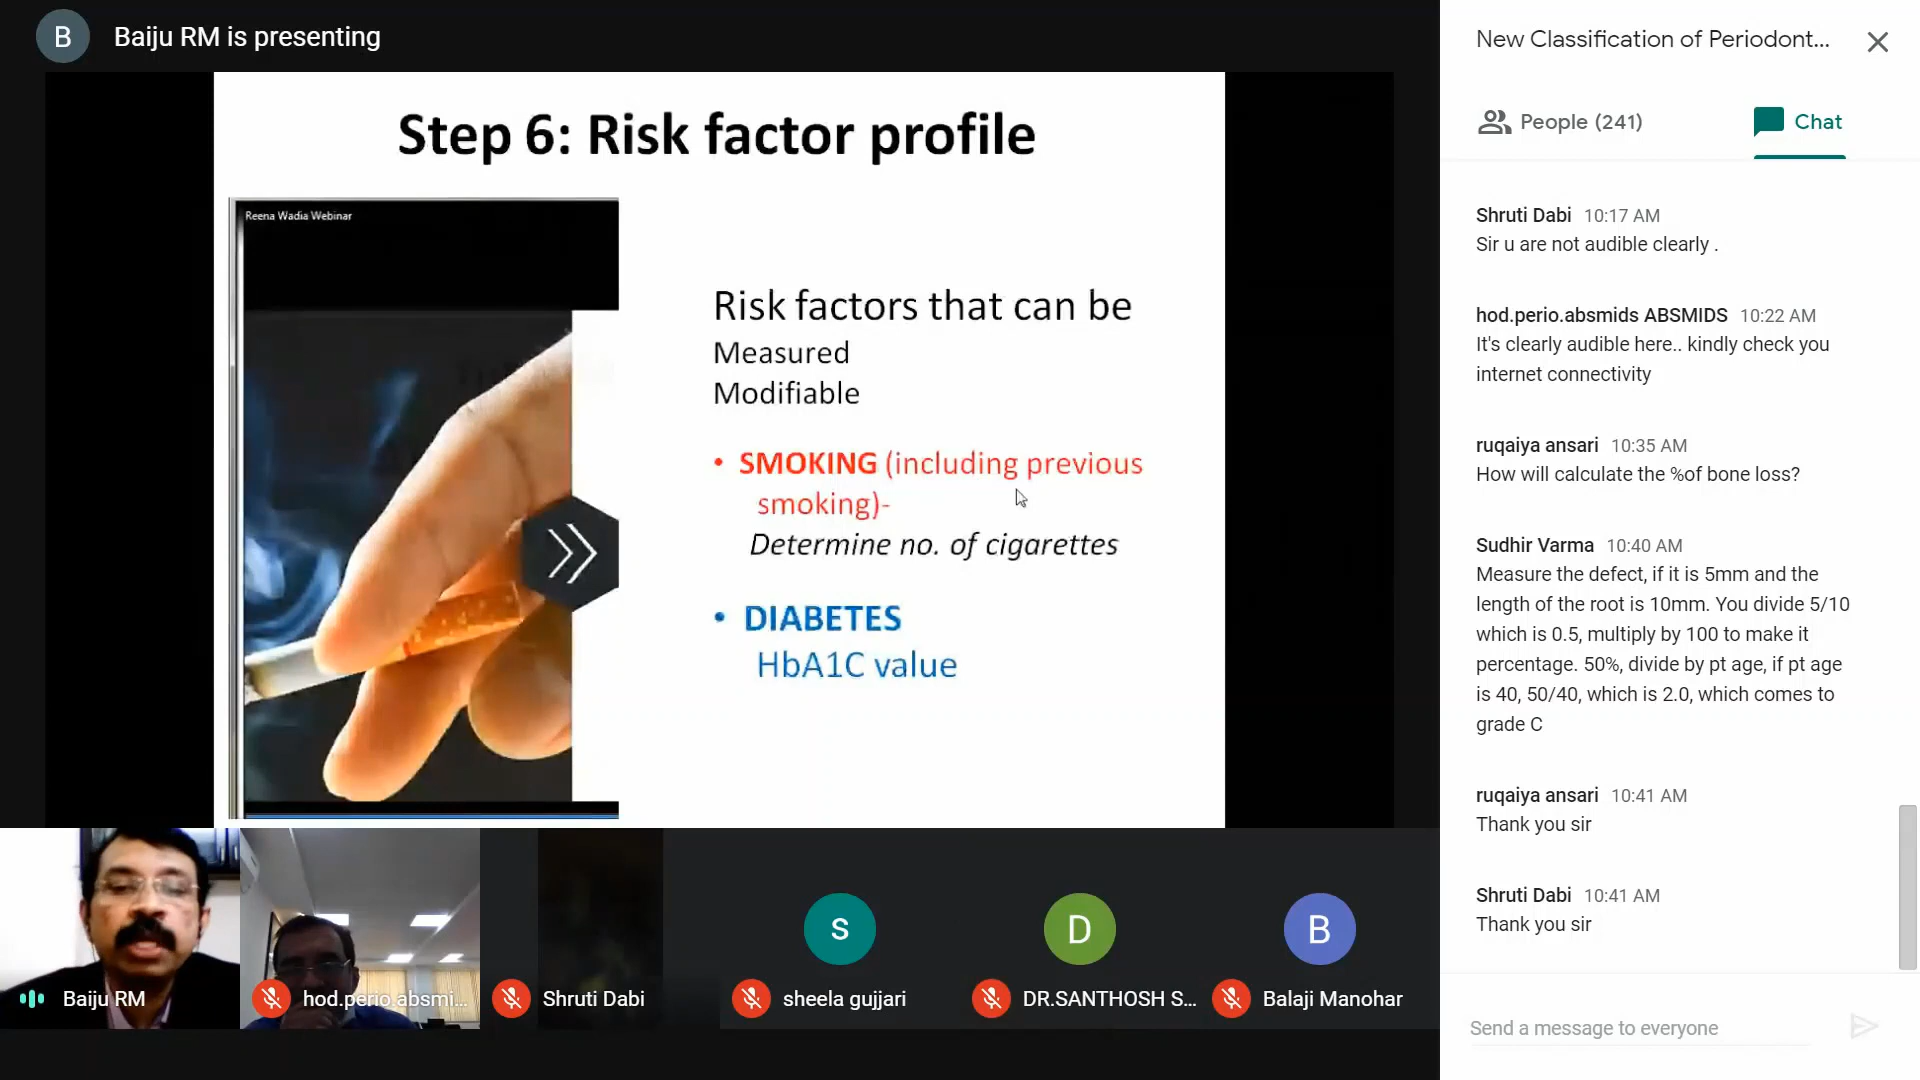 B
Baiju RM is presenting
Step 6: Risk factor profile
Reena Wadia Webinar
Risk factors that can be
Measured
Modifiable
• SMOKING (including previous
smoking)-
Determine no. of cigarettes
• DIABETES
HbA1C value
Baiju RM
hod.perio.absmi...
Shruti Dabi
s
sheela gujjari
D
DR.SANTHOSH S...
B
Balaji Manohar
New Classification of Periodont...
People (241)
Chat
Shruti Dabi 10:17 AM
Sir u are not audible clearly .
hod.perio.absmids ABSMIDS 10:22 AM
It's clearly audible here.. kindly check you
internet connectivity
ruqaiya ansari 10:35 AM
How will calculate the %of bone loss?
Sudhir Varma 10:40 AM
Measure the defect, if it is 5mm and the
length of the root is 10mm. You divide 5/10
which is 0.5, multiply by 100 to make it
percentage. 50%, divide by pt age, if pt age
is 40, 50/40, which is 2.0, which comes to
grade C
ruqaiya ansari 10:41 AM
Thank you sir
Shruti Dabi 10:41 AM
Thank you sir
Send a message to everyone